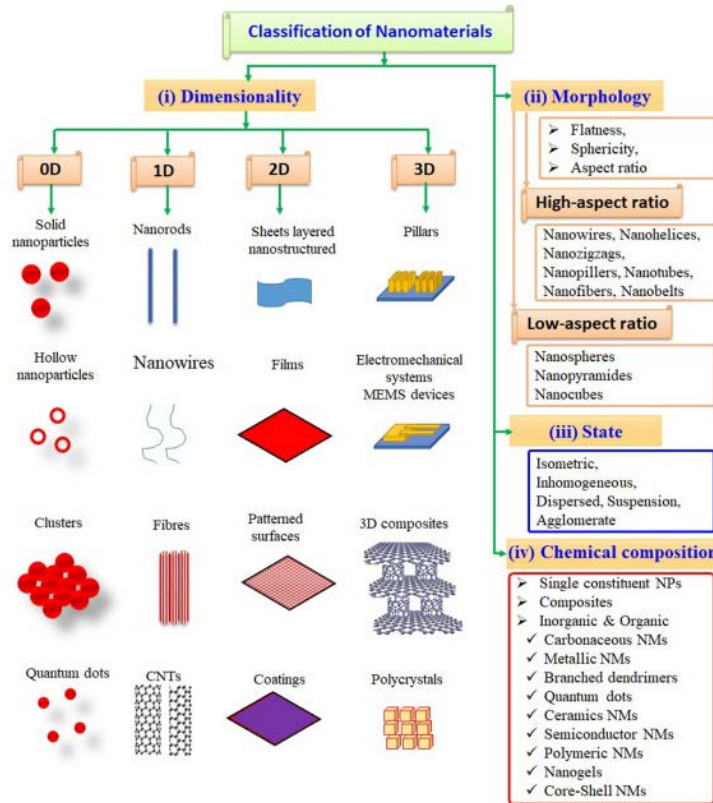 Classification of Nanomaterials
(i) Dimensionality
0D
1D
2D
3D
Solid
nanoparticles
Nanorods
Sheets layered
nanostructured
Pillars
Hollow
nanoparticles
Nanowires
Films
Electromechanical
systems
MEMS devices
Clusters
Fibres
Patterned
surfaces
3D composites
Quantum dots
CNTs
Coatings
Polycrystals
(ii) Morphology
➤ Flatness,
➤ Sphericity,
➤ Aspect ratio
High-aspect ratio
Nanowires, Nanohelices,
Nanozigzags,
Nanopillers, Nanotubes,
Nanofibers, Nanobelts
Low-aspect ratio
Nanospheres
Nanopyramides
Nanocubes
(iii) State
Isometric,
Inhomogeneous,
Dispersed, Suspension,
Agglomerate
(iv) Chemical composition
➤ Single constituent NPs
➤ Composites
➤ Inorganic & Organic
✓ Carbonaceous NMs
✓ Metallic NMs
✓ Branched dendrimers
✓ Quantum dots
✓ Ceramics NMs
✓ Semiconductor NMs
✓ Polymeric NMs
✓ Nanogels
✓ Core-Shell NMs